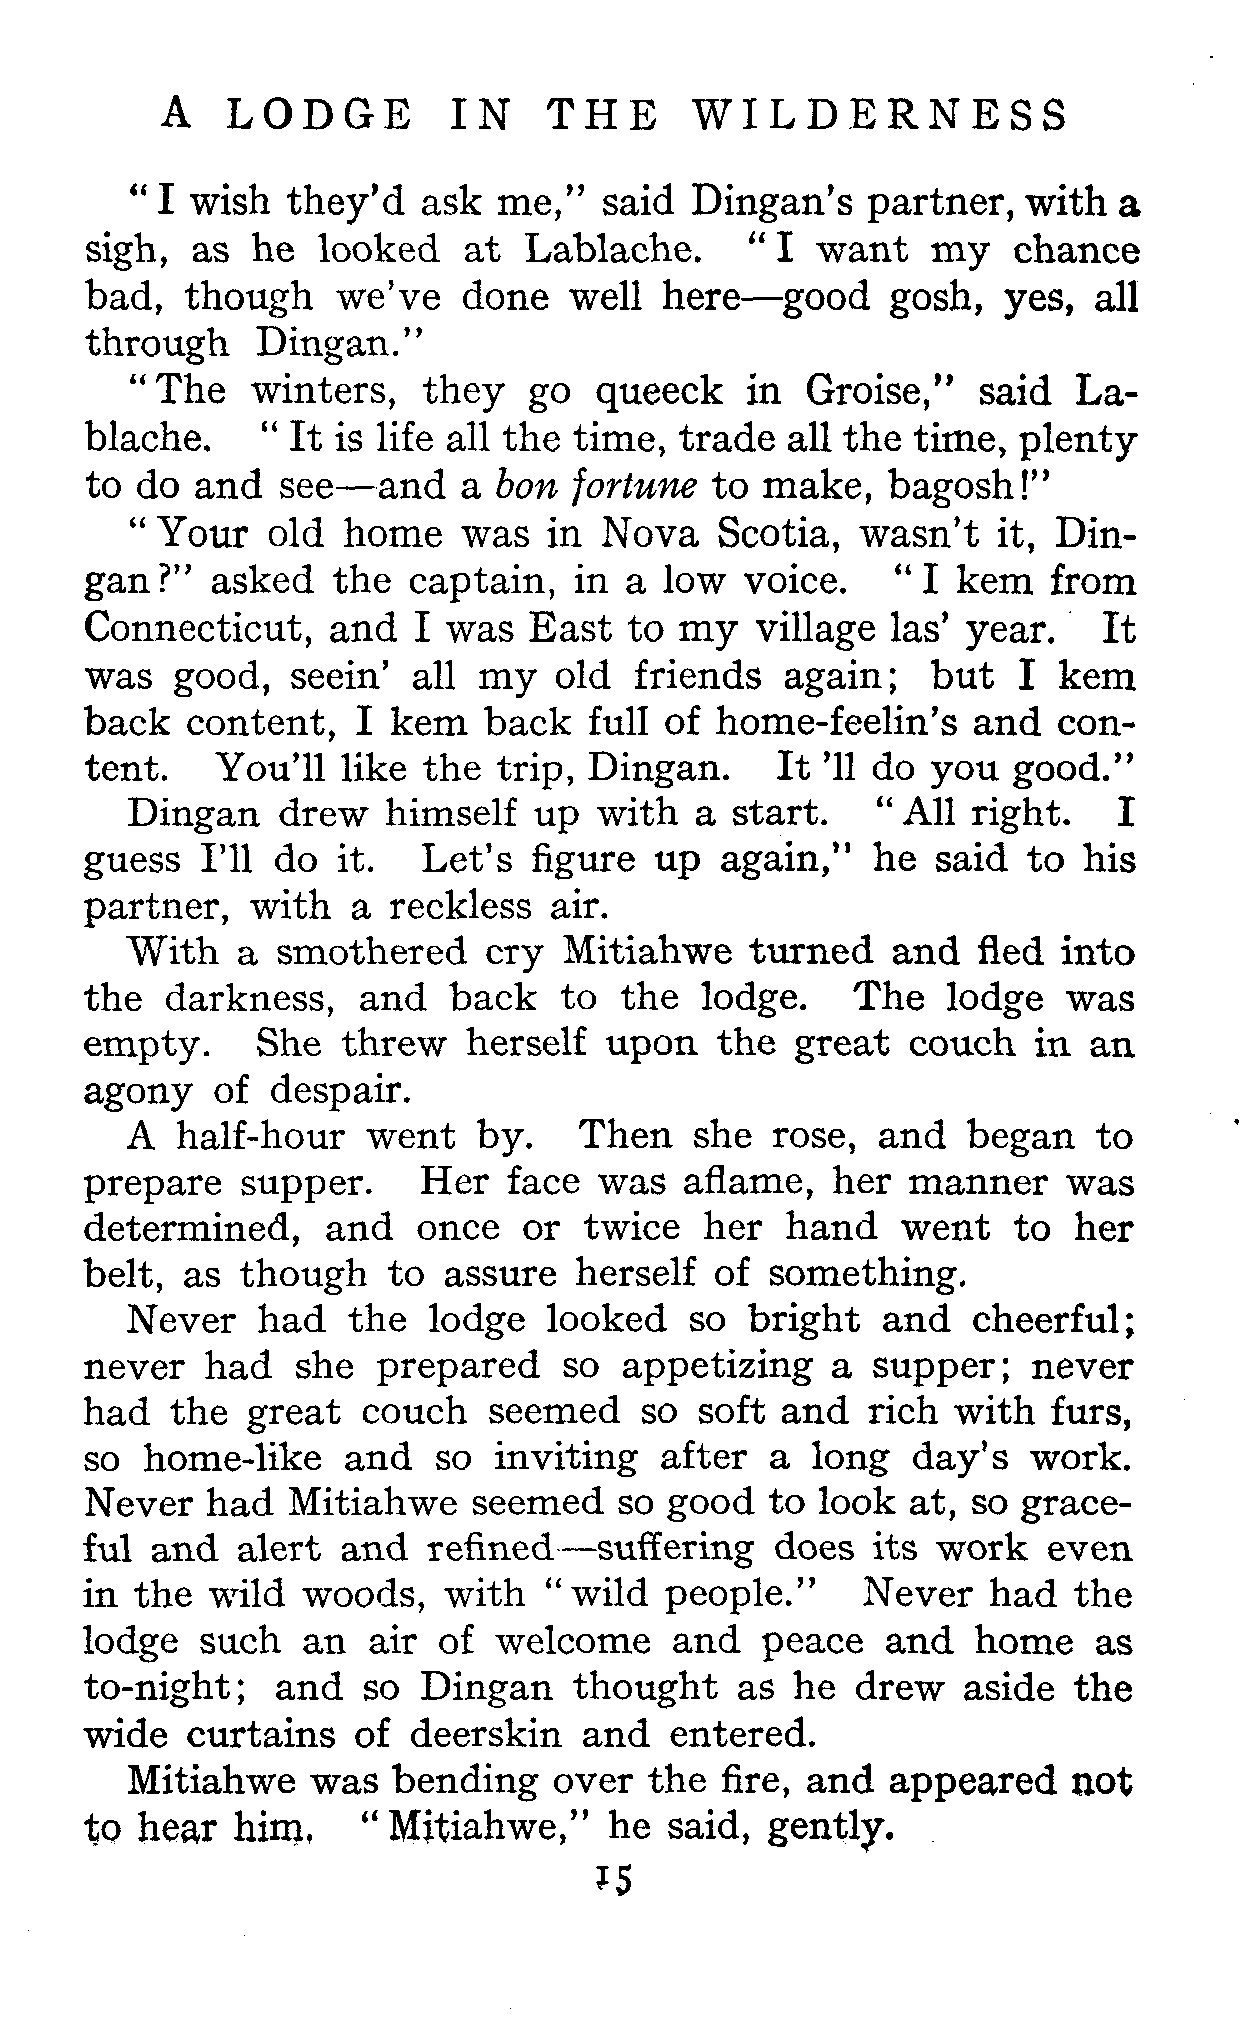 A LODGE IN THE WILDERNESS
"I wish they'd ask me," said Dingan's partner, with a
sigh, as he looked at Lablache. "I want my chance
bad, though we've done well here—good gosh, yes, all
through Dingan."
"The winters, they go queeck in Groise," said La-
blache. "It is life all the time, trade all the time, plenty
to do and see—and a bon fortune to make, bagosh!"
"Your old home was in Nova Scotia, wasn't it, Din-
gan?" asked the captain, in a low voice. "I kem from
Connecticut, and I was East to my village las' year. It
was good, seein' all my old friends again; but I kem
back content, I kem back full of home-feelin's and con-
tent. You'll like the trip, Dingan. It 'll do you good."
Dingan drew himself up with a start. "All right. I
guess I'll do it. Let's figure up again," he said to his
partner, with a reckless air.
With a smothered cry Mitiahwe turned and fled into
the darkness, and back to the lodge. The lodge was
empty. She threw herself upon the great couch in an
agony of despair.
A half-hour went by. Then she rose, and began to
prepare supper. Her face was aflame, her manner was
determined, and once or twice her hand went to her
belt, as though to assure herself of something.
Never had the lodge looked so bright and cheerful;
never had she prepared so appetizing a supper; never
had the great couch seemed so soft and rich with furs,
so home-like and so inviting after a long day's work.
Never had Mitiahwe seemed so good to look at, so grace-
ful and alert and refined—suffering does its work even
in the wild woods, with "wild people." Never had the
lodge such an air of welcome and peace and home as
to-night; and so Dingan thought as he drew aside the
wide curtains of deerskin and entered.
Mitiahwe was bending over the fire, and appeared not
to hear him. "Mitiahwe," he said, gently.
15